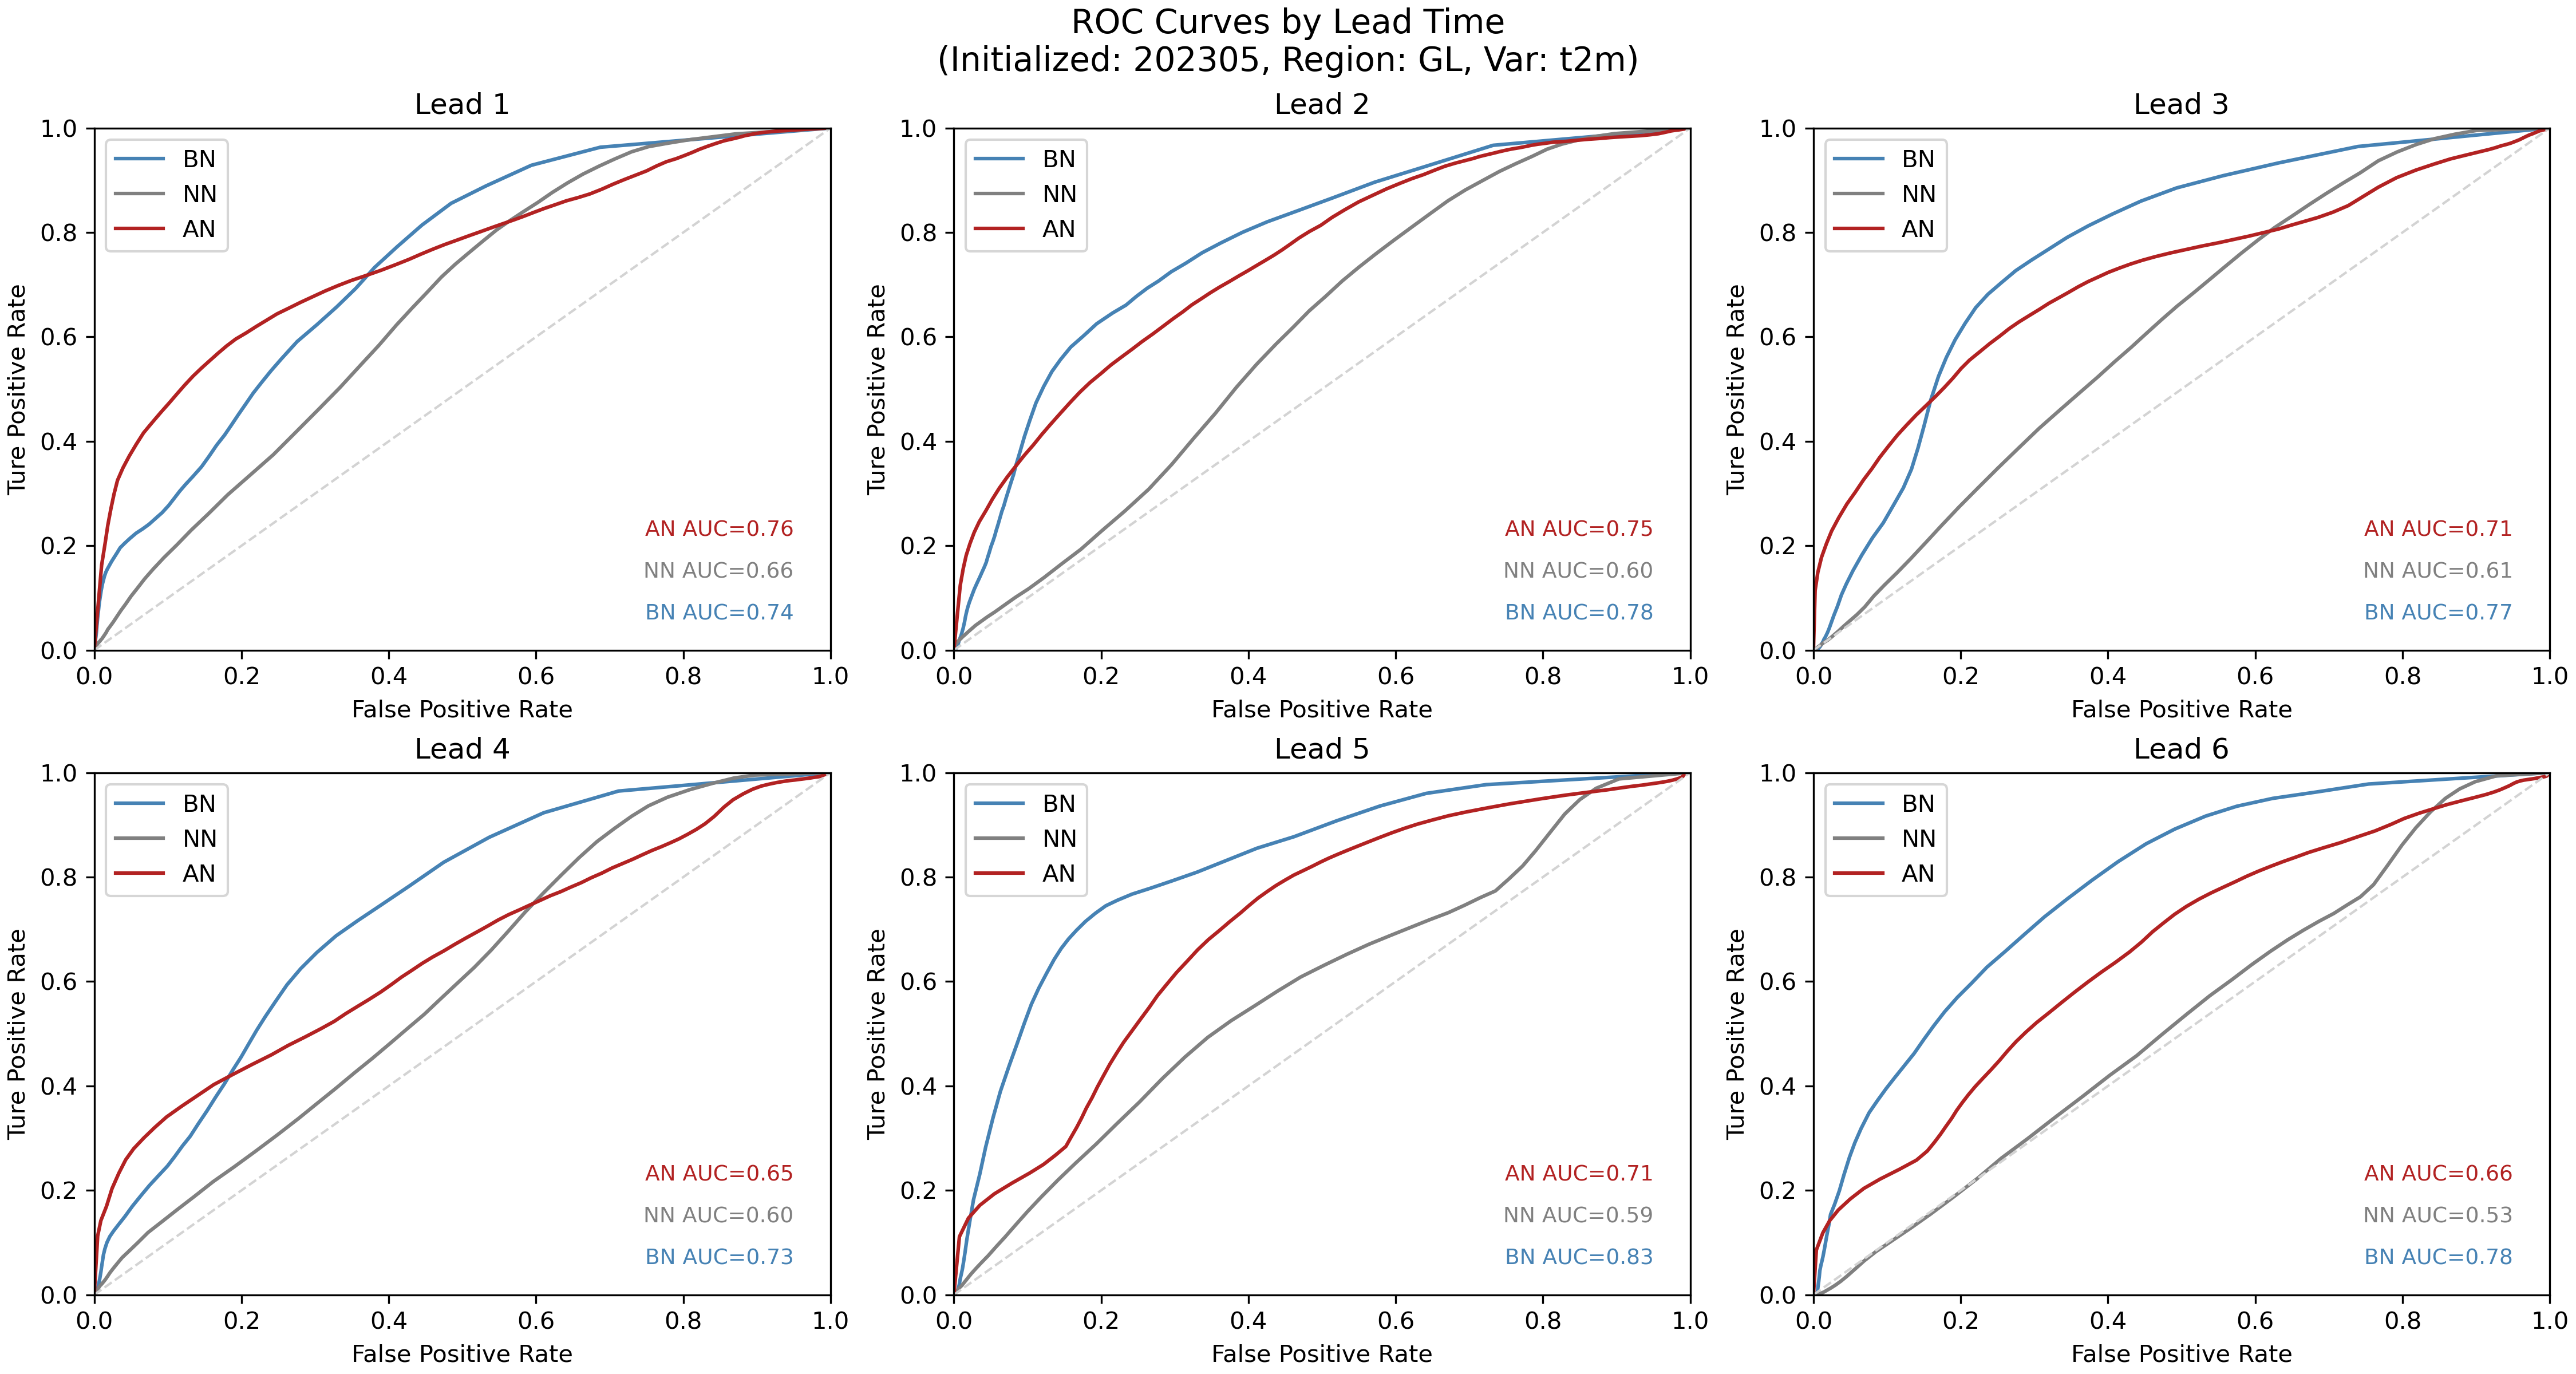 ROC Curves by Lead Time
(Initialized: 202305, Region: GL, Var: t2m)
Lead 1
1.0
0.8
0.6
0.4
0.2
0.0
Ture Positive Rate
BN
NN
AN
AN AUC=0.76
NN AUC=0.66
BN AUC=0.74
0.0 0.2 0.4 0.6 0.8 1.0
False Positive Rate
Lead 2
1.0
0.8
0.6
0.4
0.2
0.0
Ture Positive Rate
BN
NN
AN
AN AUC=0.75
NN AUC=0.60
BN AUC=0.78
0.0 0.2 0.4 0.6 0.8 1.0
False Positive Rate
Lead 3
1.0
0.8
0.6
0.4
0.2
0.0
Ture Positive Rate
BN
NN
AN
AN AUC=0.71
NN AUC=0.61
BN AUC=0.77
0.0 0.2 0.4 0.6 0.8 1.0
False Positive Rate
Lead 4
1.0
0.8
0.6
0.4
0.2
0.0
Ture Positive Rate
BN
NN
AN
AN AUC=0.65
NN AUC=0.60
BN AUC=0.73
0.0 0.2 0.4 0.6 0.8 1.0
False Positive Rate
Lead 5
1.0
0.8
0.6
0.4
0.2
0.0
Ture Positive Rate
BN
NN
AN
AN AUC=0.71
NN AUC=0.59
BN AUC=0.83
0.0 0.2 0.4 0.6 0.8 1.0
False Positive Rate
Lead 6
1.0
0.8
0.6
0.4
0.2
0.0
Ture Positive Rate
BN
NN
AN
AN AUC=0.66
NN AUC=0.53
BN AUC=0.78
0.0 0.2 0.4 0.6 0.8 1.0
False Positive Rate